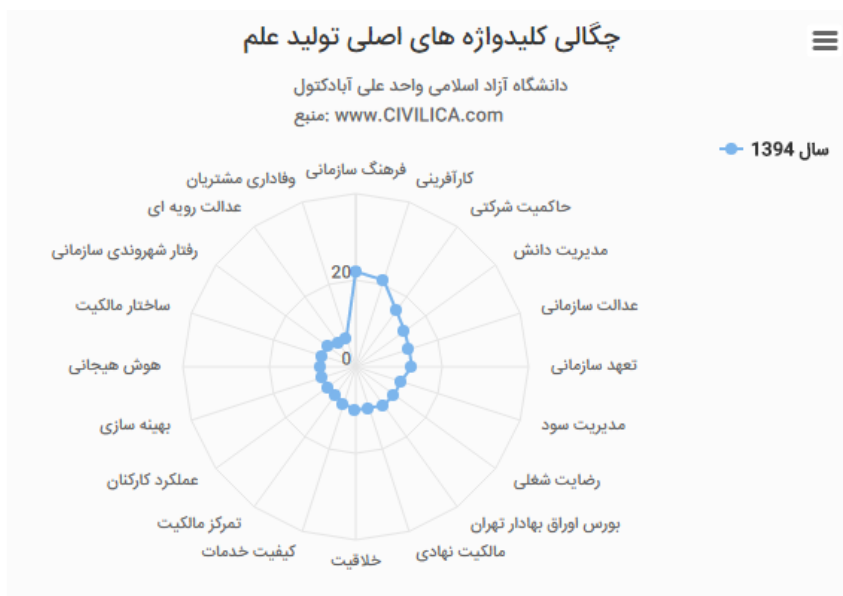 چگالی کلیدواژه های اصلی تولید علم
دانشگاه آزاد اسلامی واحد علی آبادکتول
منبع: www.CIVILICA.com
سال 1394
فرهنگ سازمانی
کارآفرینی
حاکمیت شرکتی
مدیریت دانش
عدالت سازمانی
تعهد سازمانی
مدیریت سود
رضایت شغلی
بورس اوراق بهادار تهران
مالکیت نهادی
خلاقیت
کیفیت خدمات
تمرکز مالکیت
عملکرد کارکنان
بهینه سازی
هوش هیجانی
ساختار مالکیت
رفتار شهروندی سازمانی
عدالت رویه ای
وفاداری مشتریان
20
0